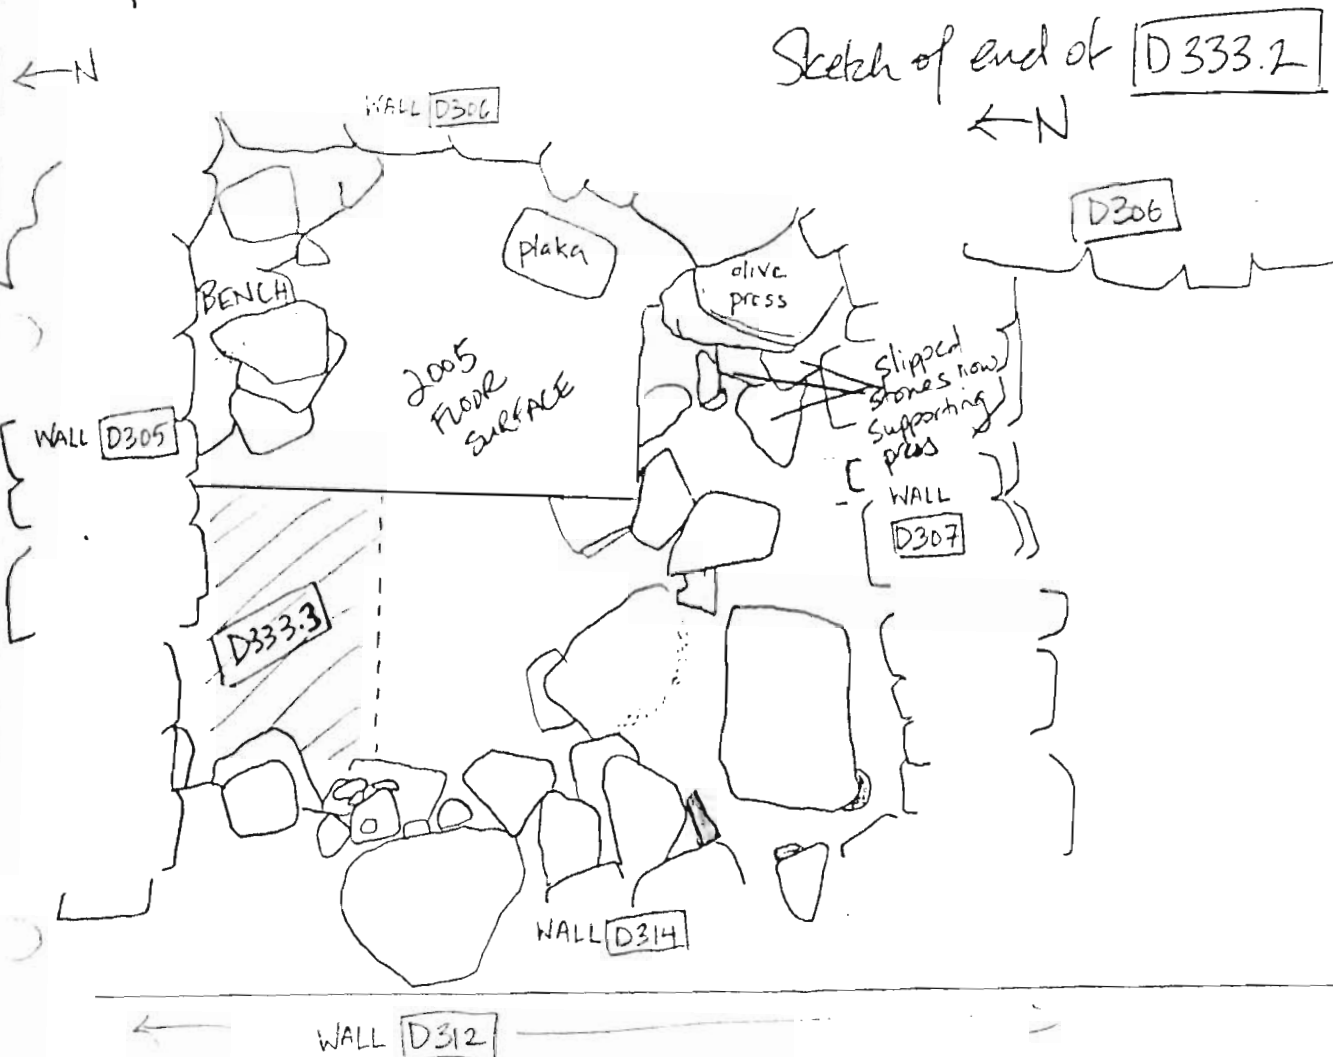 Sketch of end of D333.2
←N
←N
WALL D306
D306
plaka
olive
press
BENCH
2005
FLOOR
SURFACE
slipped
stones now
supporting
press
WALL D305
WALL
D307
D333.3
WALL D314
WALL D312